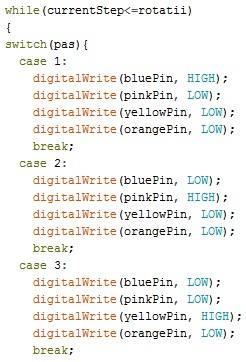 while(currentStep<=rotatii)
{
switch(pas){
  case 1:
    digitalWrite(bluePin, HIGH);
    digitalWrite(pinkPin, LOW);
    digitalWrite(yellowPin, LOW);
    digitalWrite(orangePin, LOW);
    break;
  case 2:
    digitalWrite(bluePin, LOW);
    digitalWrite(pinkPin, HIGH);
    digitalWrite(yellowPin, LOW);
    digitalWrite(orangePin, LOW);
    break;
  case 3:
    digitalWrite(bluePin, LOW);
    digitalWrite(pinkPin, LOW);
    digitalWrite(yellowPin, HIGH);
    digitalWrite(orangePin, LOW);
    break;